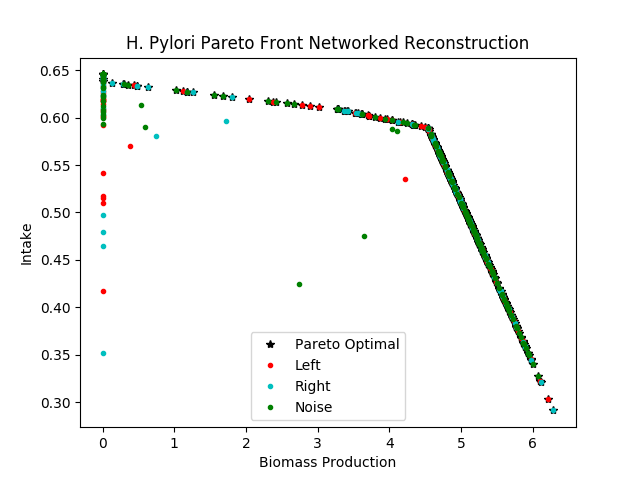 H. Pylori Pareto Front Networked Reconstruction
0.65
0.60
0.55
0.50
0.45
0.40
0.35
0.30
Intake
Pareto Optimal
Left
Right
Noise
0 1 2 3 4 5 6
Biomass Production